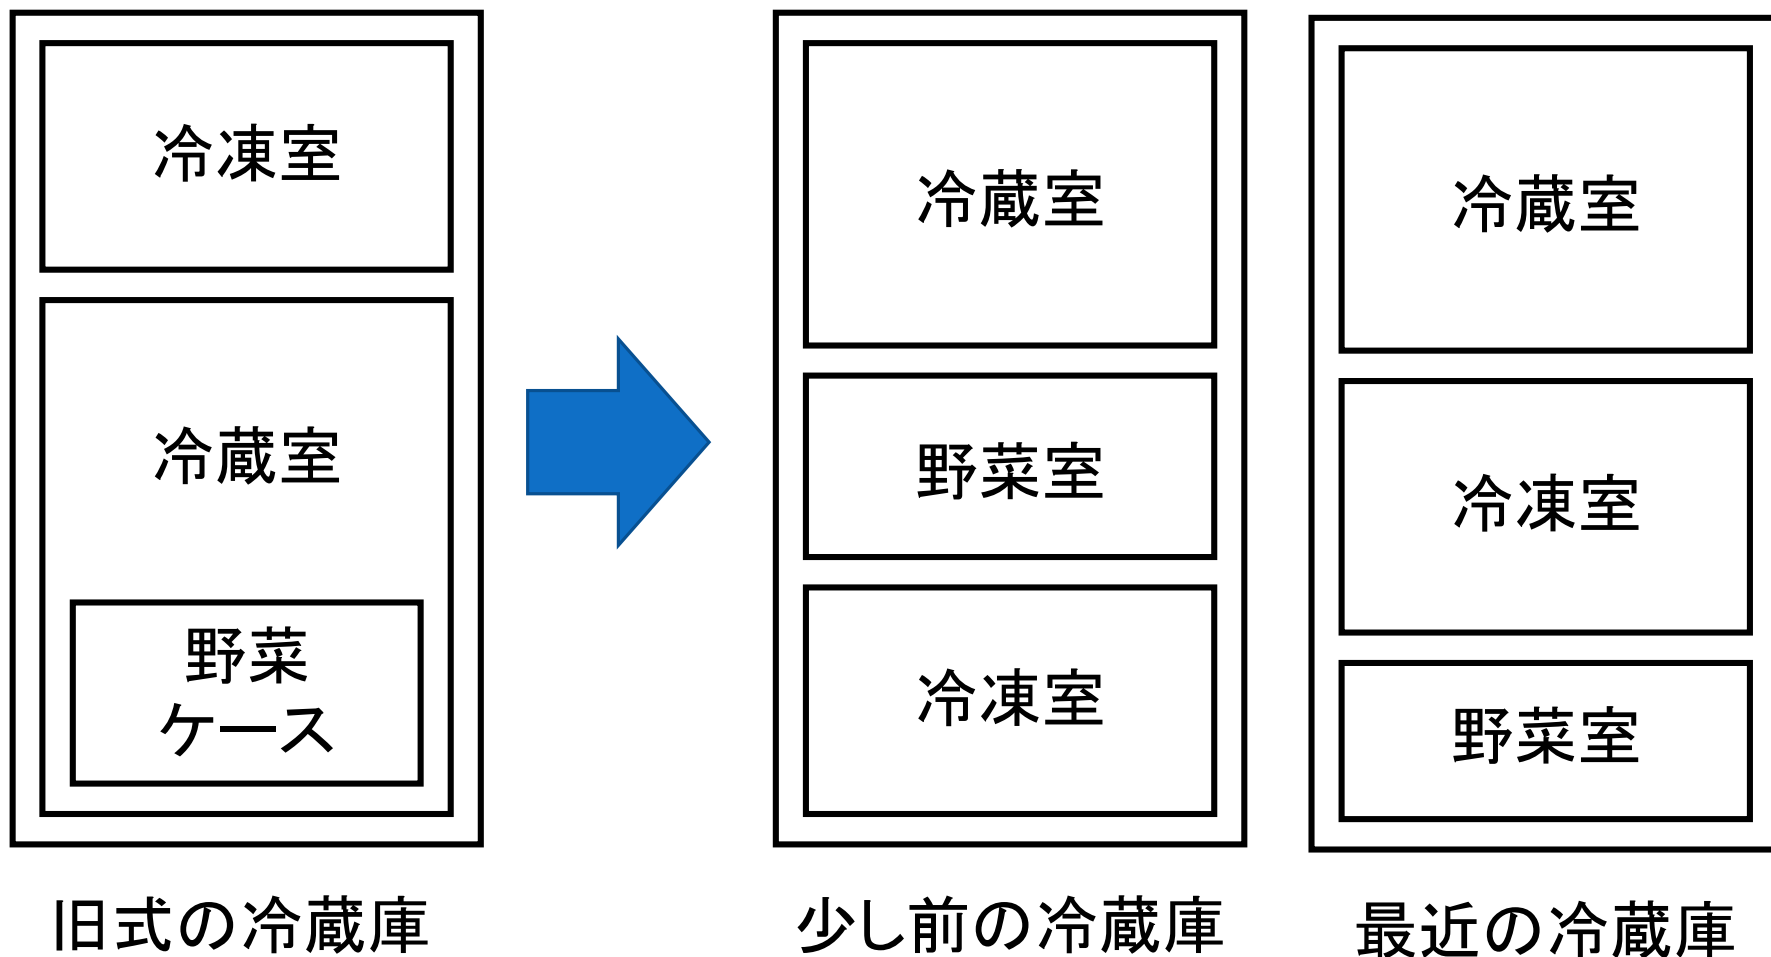 冷凍室
冷蔵室
野菜
ケース
旧式の冷蔵庫
冷蔵室
野菜室
冷凍室
少し前の冷蔵庫
冷蔵室
冷凍室
野菜室
最近の冷蔵庫